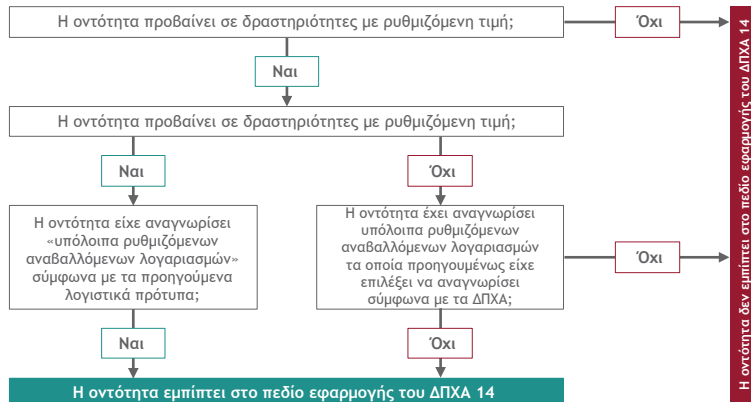 Η οντότητα προβαίνει σε δραστηριότητες με ρυθμιζόμενη τιμή;
Όχι
Ναι
Η οντότητα προβαίνει σε δραστηριότητες με ρυθμιζόμενη τιμή;
Ναι
Όχι
Η οντότητα είχε αναγνωρίσει
«υπόλοιπα ρυθμιζόμενων
αναβαλλόμενων λογαριασμών»
σύμφωνα με τα προηγούμενα
λογιστικά πρότυπα;
Η οντότητα έχει αναγνωρίσει
υπόλοιπα ρυθμιζόμενων
αναβαλλόμενων λογαριασμών
τα οποία προηγουμένως είχε
επιλέξει να αναγνωρίσει
σύμφωνα με τα ΔΠΧΑ;
Όχι
Ναι
Όχι
Η οντότητα εμπίπτει στο πεδίο εφαρμογής του ΔΠΧΑ 14
Η οντότητα δεν εμπίπτει στο πεδίο εφαρμογής του ΔΠΧΑ 14